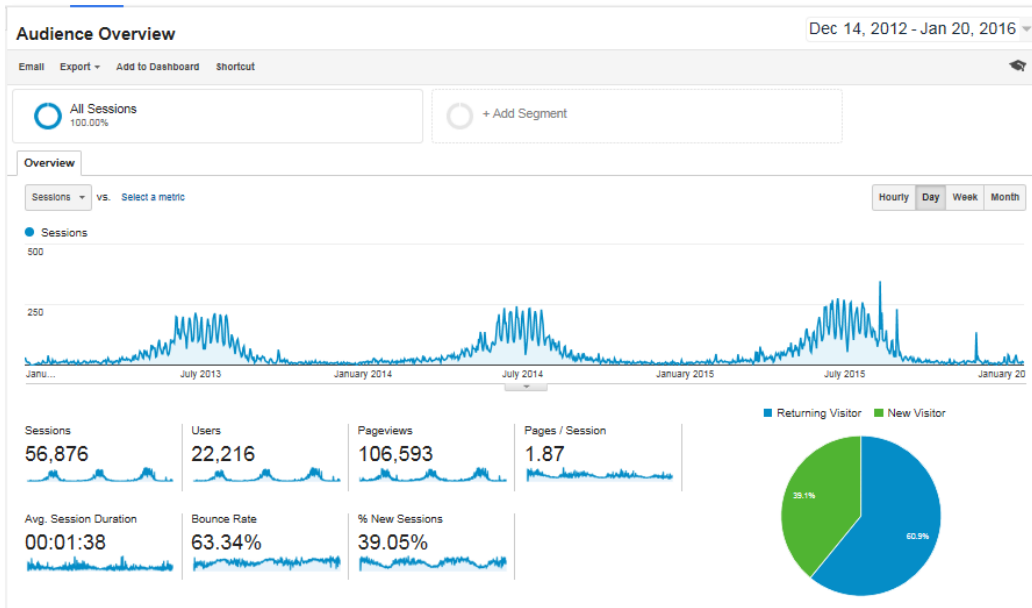 Audience Overview
Dec 14, 2012 - Jan 20, 2016
Email Export Add to Dashboard Shortcut
All Sessions
100.00%
+ Add Segment
Overview
Sessions vs. Select a metric
Hourly Day Week Month
Sessions
500
250
Janu... July 2013 January 2014 July 2014 January 2015 July 2015 January 20
Returning Visitor New Visitor
Sessions Users Pageviews Pages / Session
56,876 22,216 106,593 1.87
39.1%
60.9%
Avg. Session Duration Bounce Rate % New Sessions
00:01:38 63.34% 39.05%